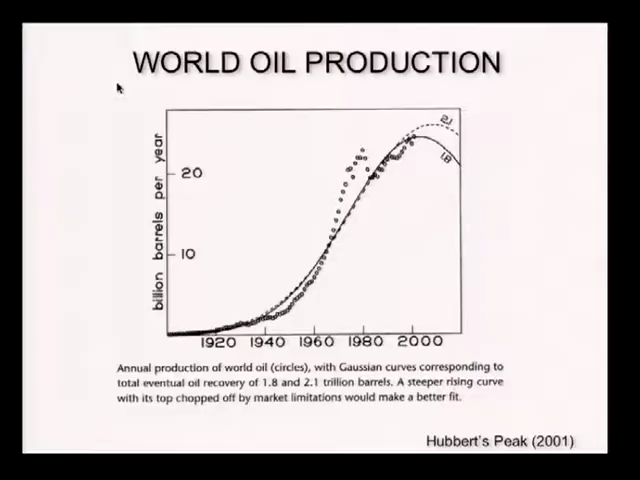 WORLD OIL PRODUCTION
billion barrels per year
20
10
2.1
1.8
1920 1940 1960 1980 2000
Annual production of world oil (circles), with Gaussian curves corresponding to
total eventual oil recovery of 1.8 and 2.1 trillion barrels. A steeper rising curve
with its top chopped off by market limitations would make a better fit.
Hubbert's Peak (2001)